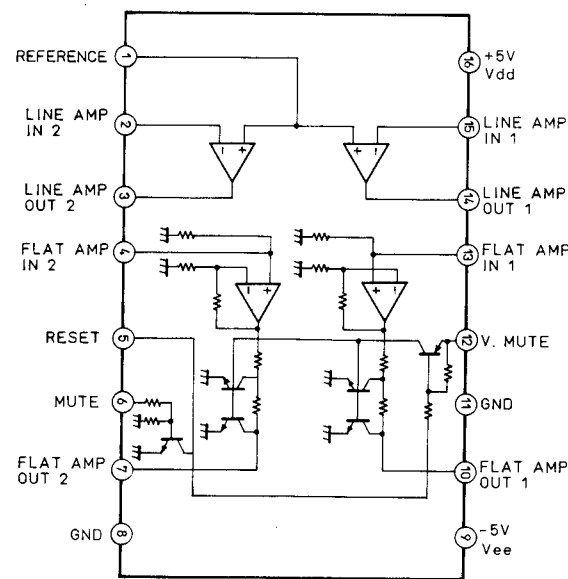 REFERENCE 1
LINE AMP
IN 2 2
LINE AMP
OUT 2 3
FLAT AMP
IN 2 4
RESET 5
MUTE 6
FLAT AMP
OUT 2 7
GND 8
16 +5V
Vdd
15 LINE AMP
IN 1
14 LINE AMP
OUT 1
13 FLAT AMP
IN 1
12 V. MUTE
11 GND
10 FLAT AMP
OUT 1
9 -5V
Vee
- +
+ -
- +
+ -